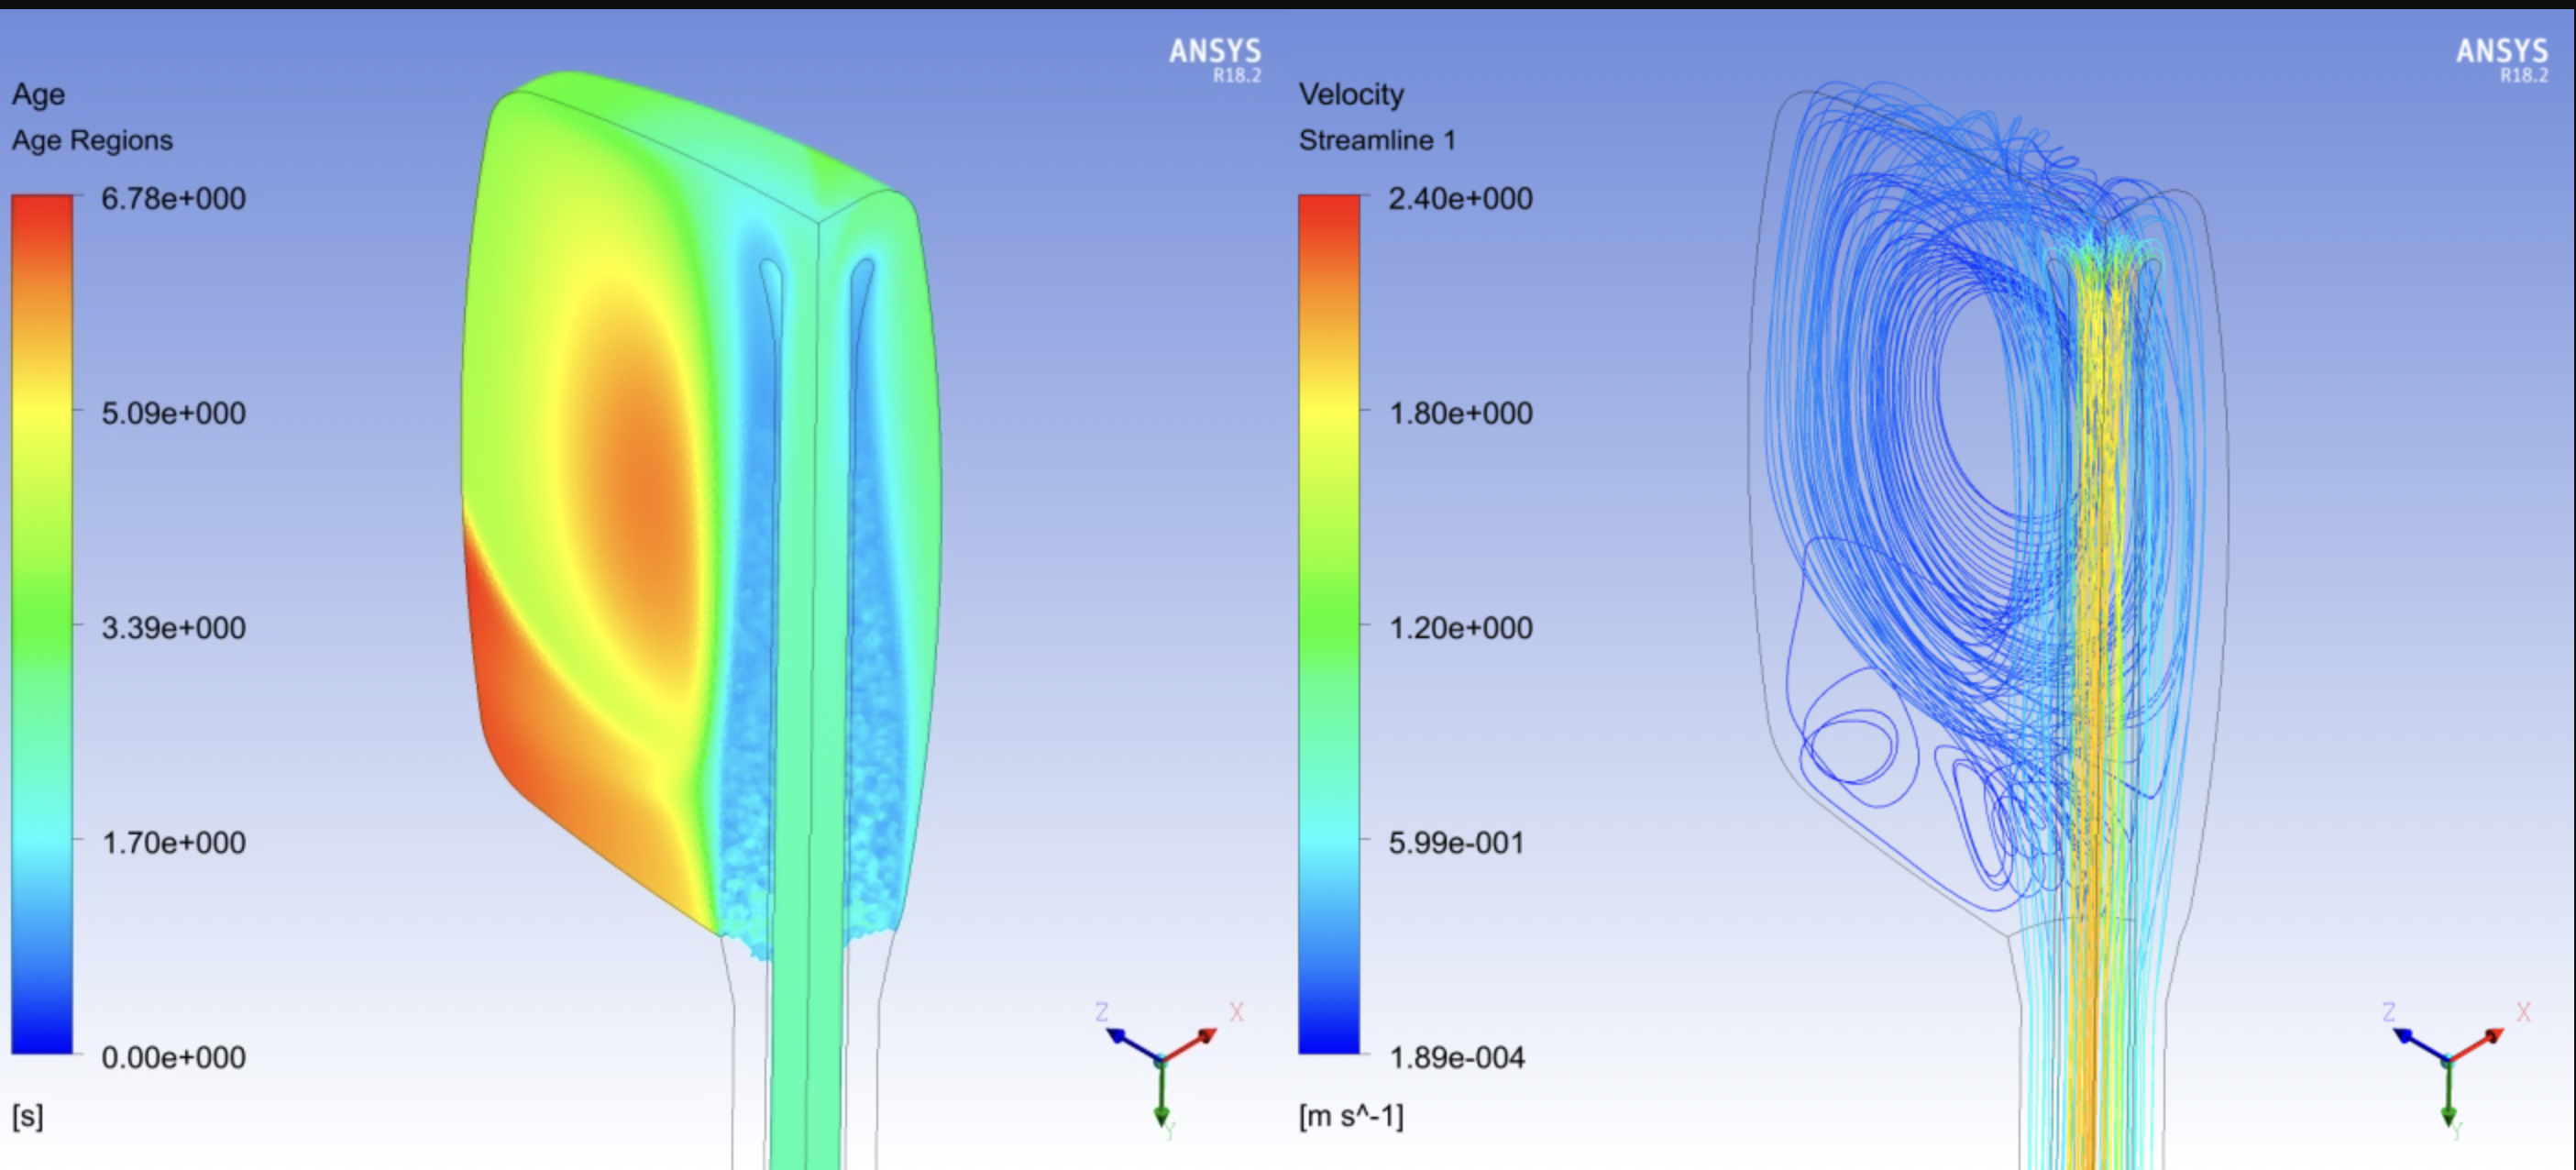 ANSYS
R18.2
Age
Age Regions
6.78e+000
5.09e+000
3.39e+000
1.70e+000
0.00e+000
[s]
Z
X
Y
ANSYS
R18.2
Velocity
Streamline 1
2.40e+000
1.80e+000
1.20e+000
5.99e-001
1.89e-004
[m s^-1]
Z
X
Y